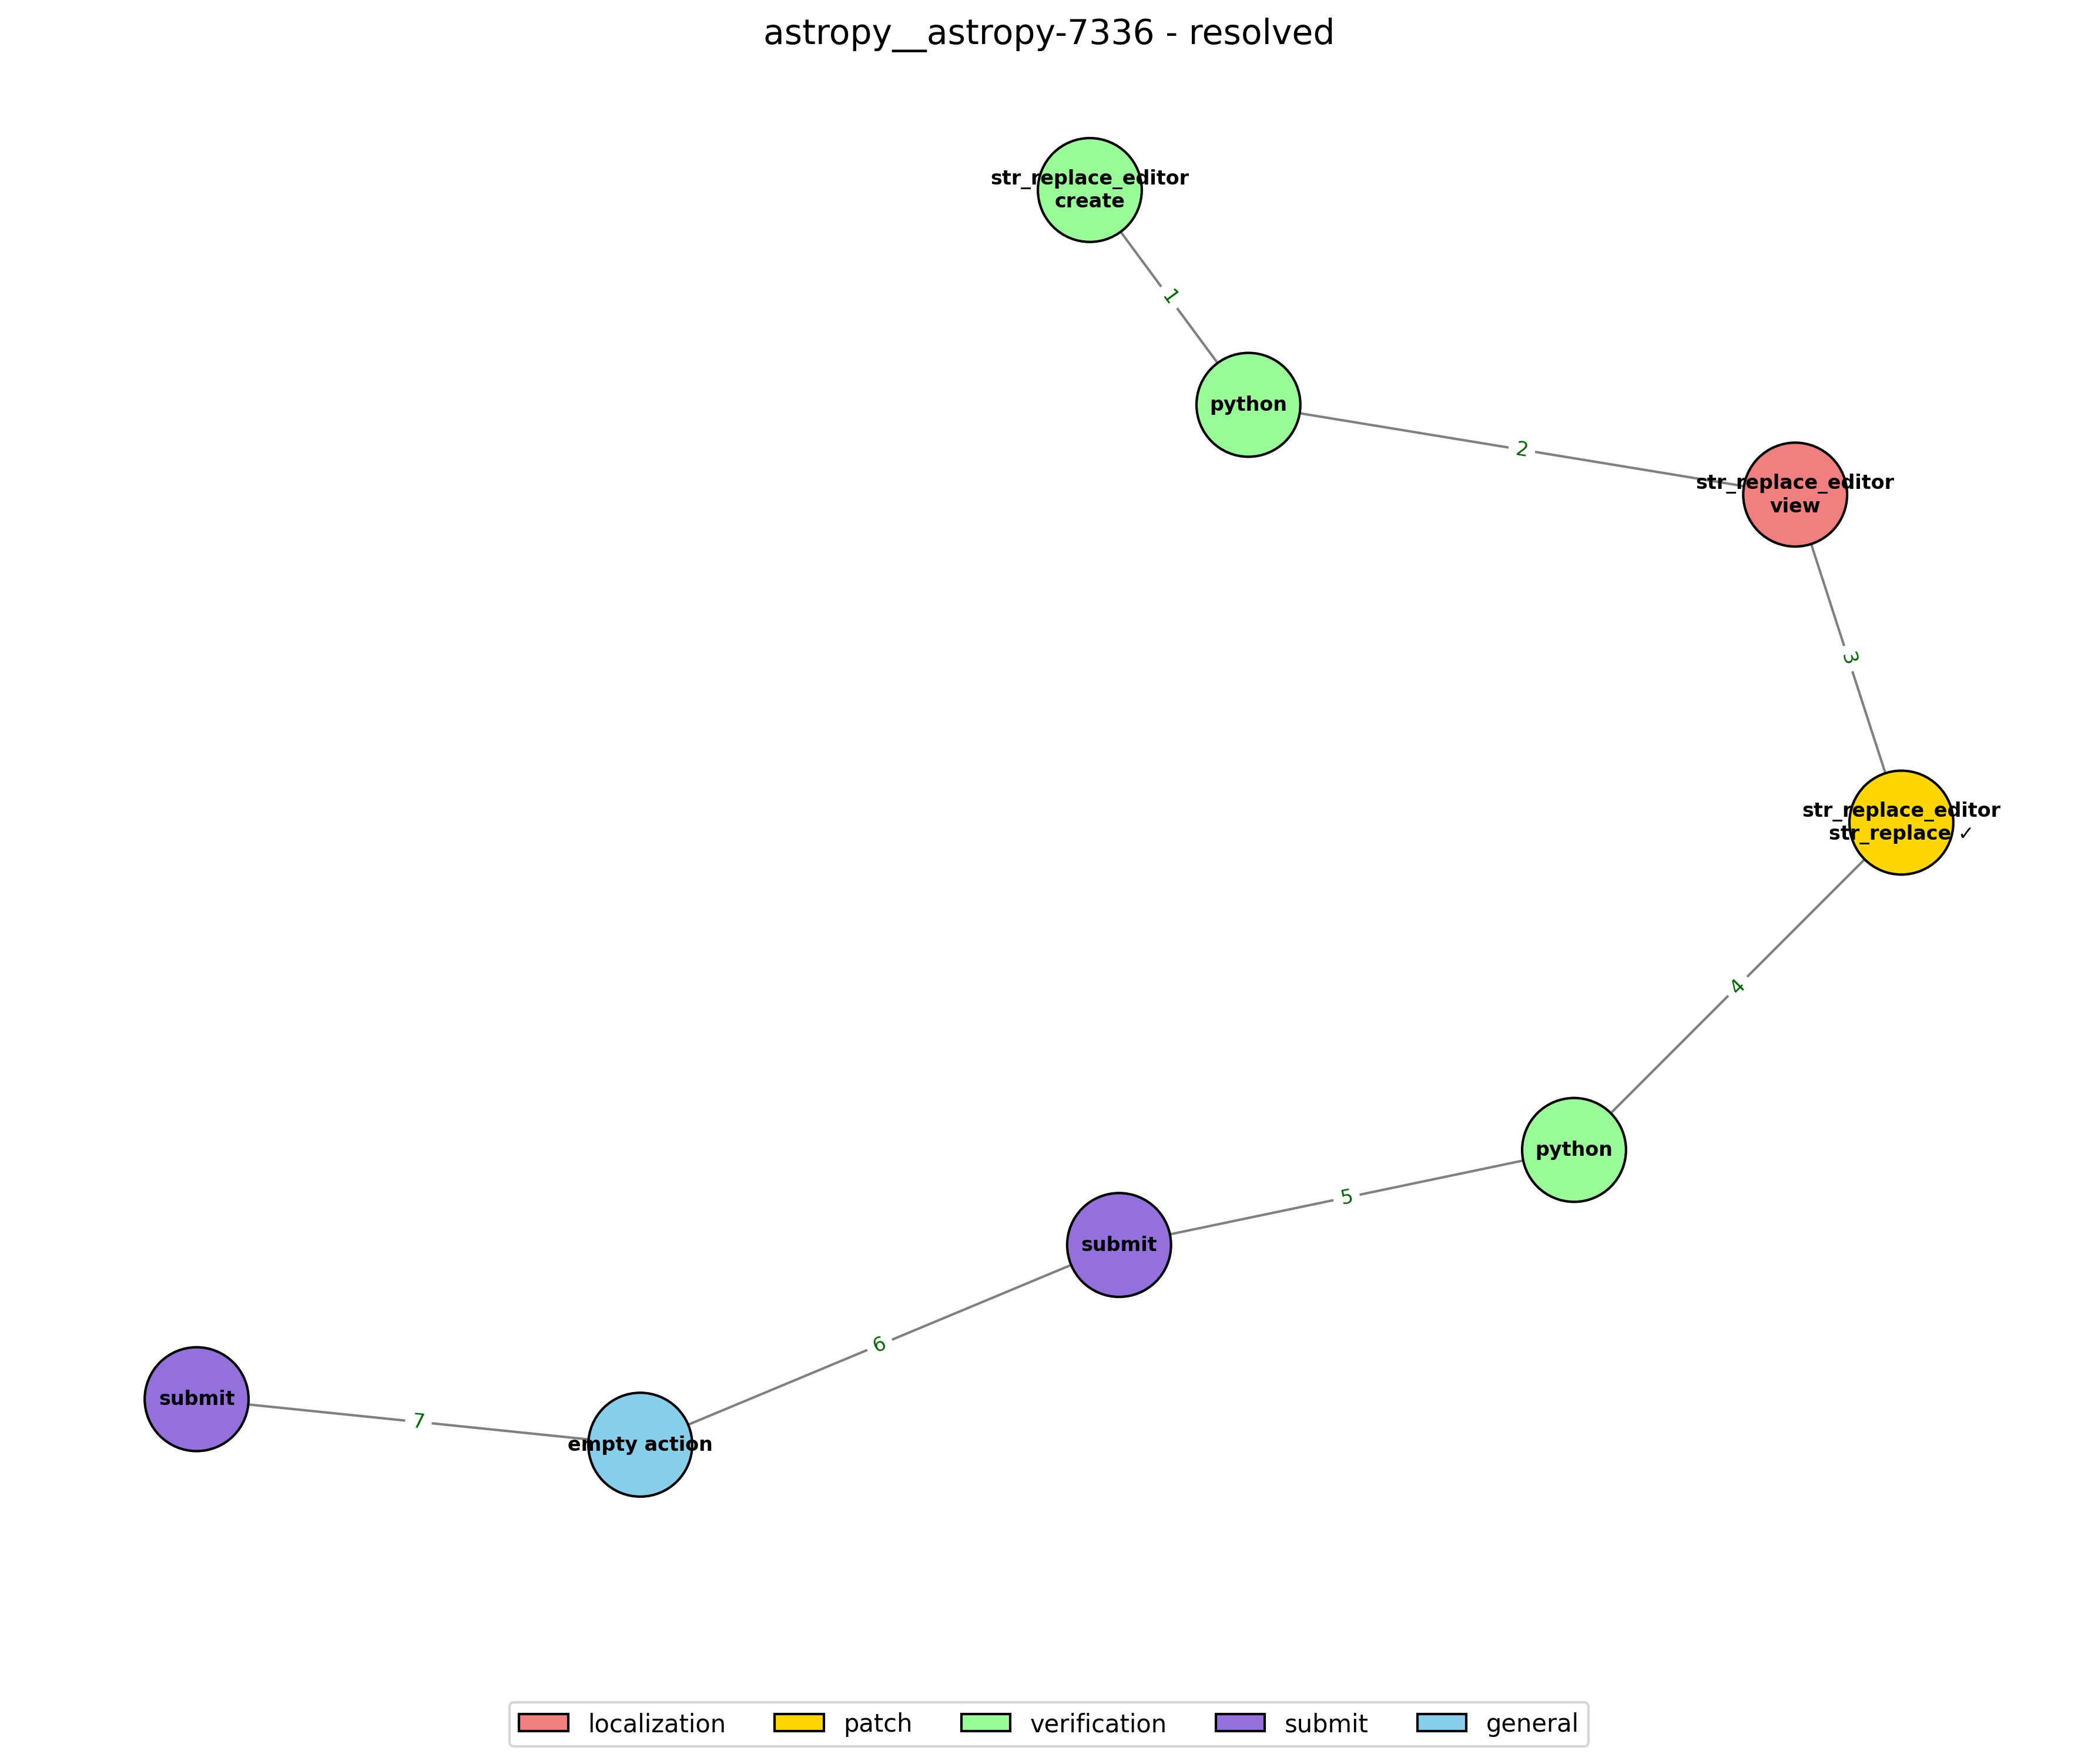 astropy__astropy-7336 - resolved
str_replace_editor
create
1
python
2
str_replace_editor
view
3
str_replace_editor
str_replace ✓
4
python
5
submit
6
submit
7
empty action
localization
patch
verification
submit
general